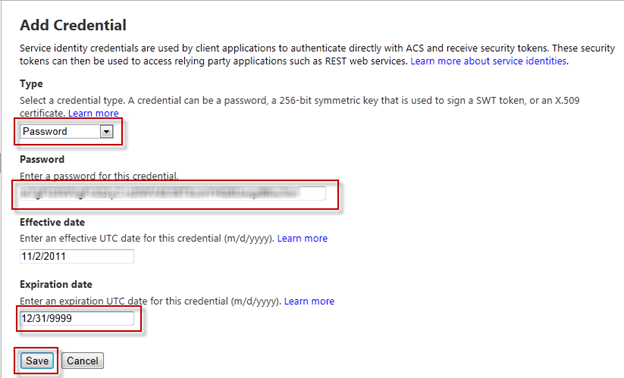 Add Credential
Service identity credentials are used by client applications to authenticate directly with ACS and receive security tokens. These security
tokens can then be used to access relying party applications such as REST web services. Learn more about service identities.
Type
Select a credential type. A credential can be a password, a 256-bit symmetric key that is used to sign a SWT token, or an X.509
certificate. Learn more
Password
Password
Enter a password for this credential.
Effective date
Enter an effective UTC date for this credential (m/d/yyyy). Learn more
11/2/2011
Expiration date
Enter an expiration UTC date for this credential (m/d/yyyy). Learn more
12/31/9999
Save Cancel